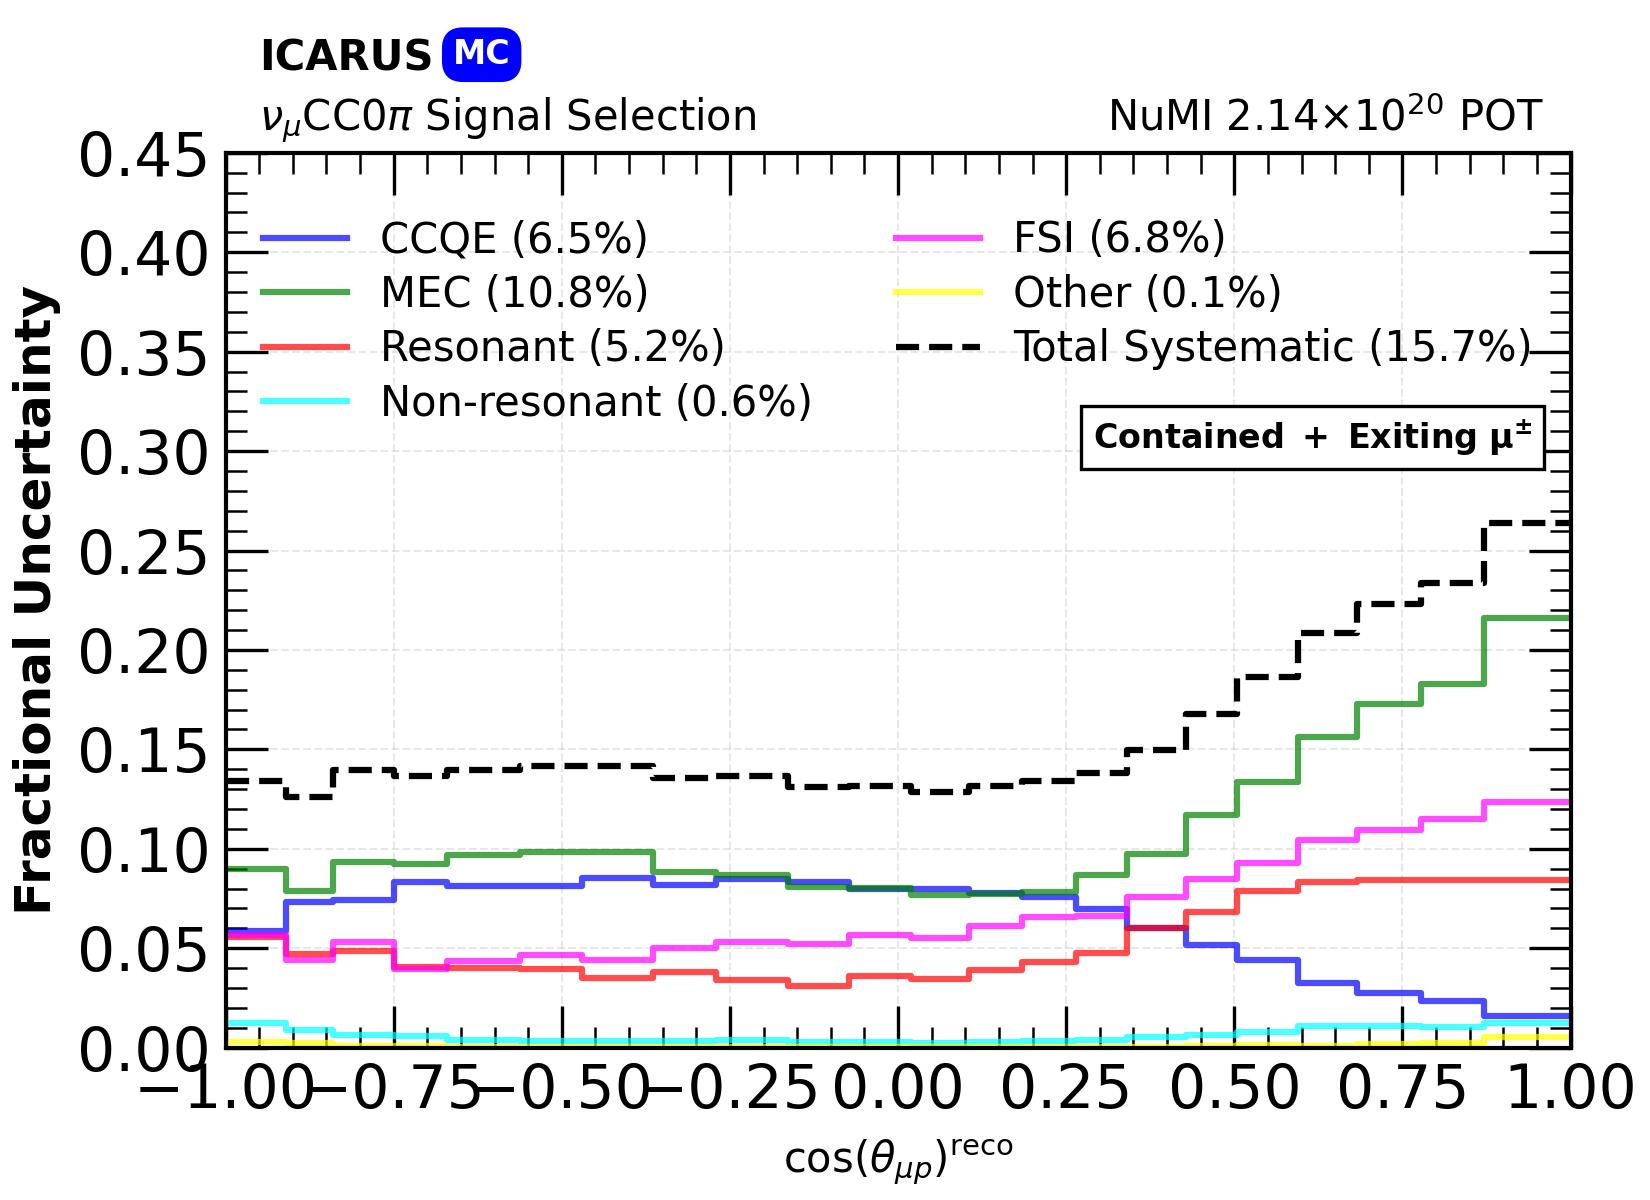 ICARUS MC
νμCC0π Signal Selection
NuMI 2.14×10²⁰ POT
CCQE (6.5%)
MEC (10.8%)
Resonant (5.2%)
Non-resonant (0.6%)
FSI (6.8%)
Other (0.1%)
Total Systematic (15.7%)
Contained + Exiting μ±
Fractional Uncertainty
0.45
0.40
0.35
0.30
0.25
0.20
0.15
0.10
0.05
0.00
−1.00 −0.75 −0.50 −0.25 0.00 0.25 0.50 0.75 1.00
cos(θμp)reco